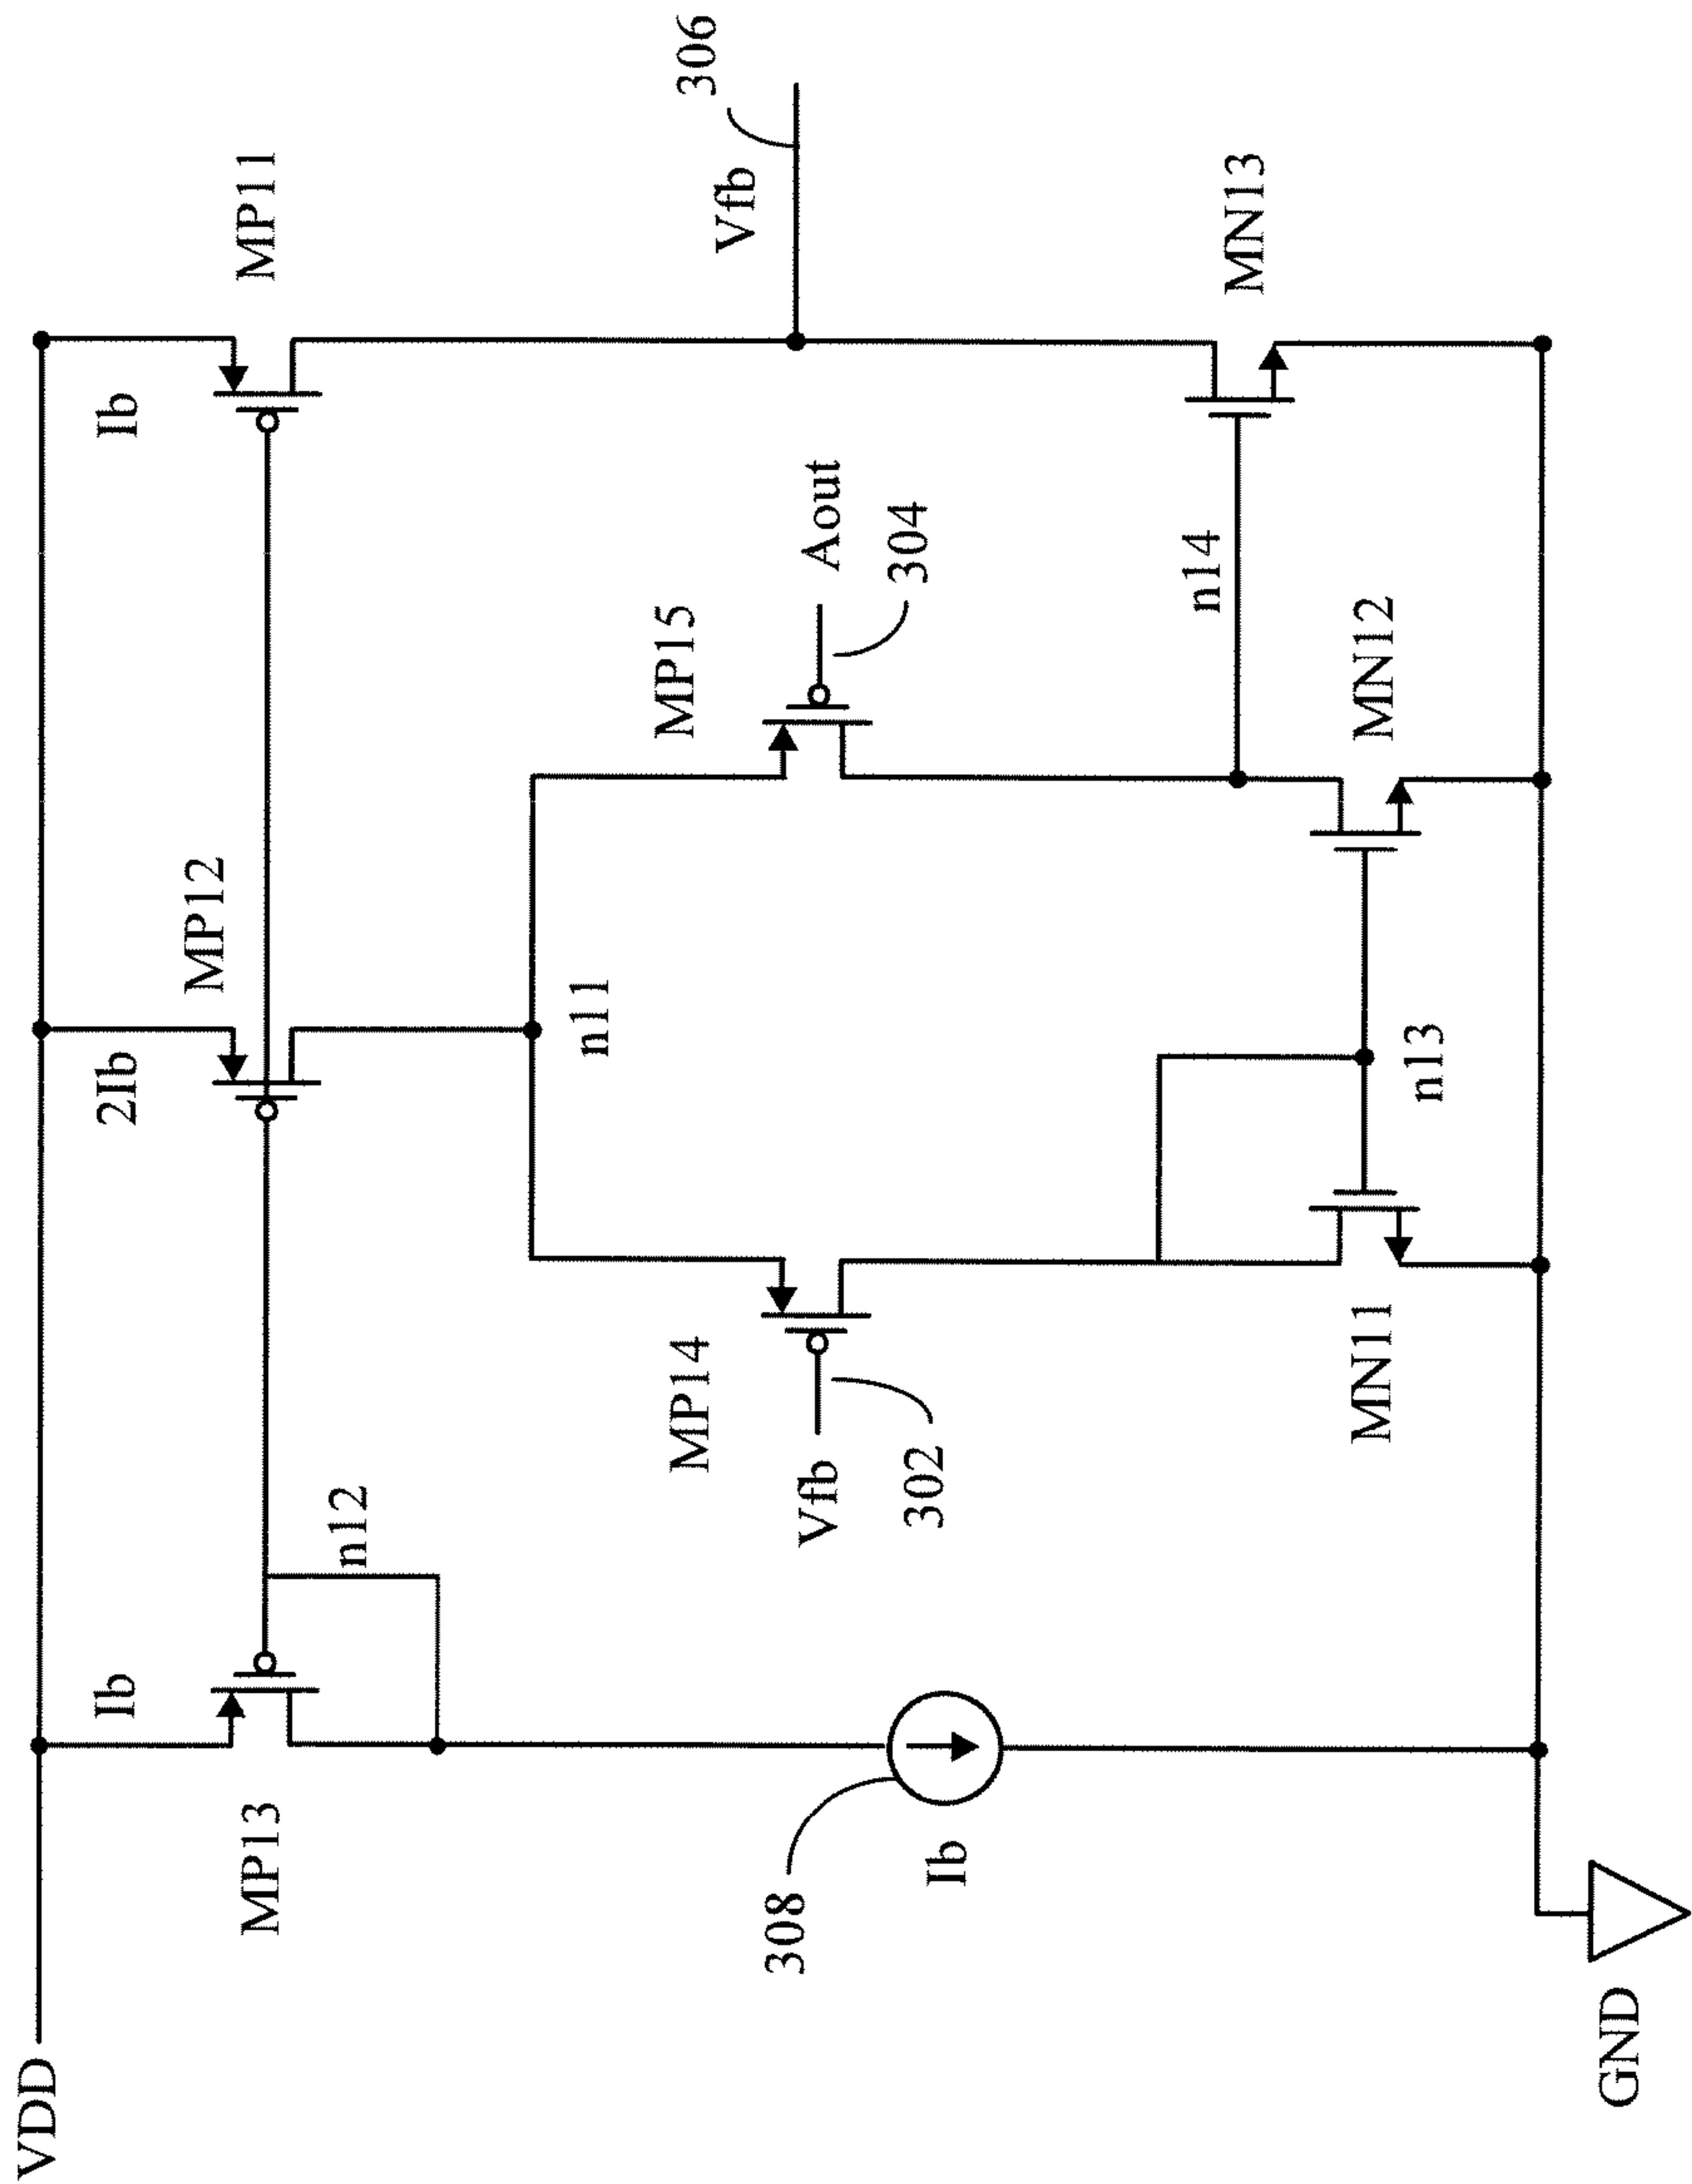 VDD
Ib
2Ib
Ib
MP13
MP12
MP11
n12
n11
MP14
MP15
Vfb
306
Vfb
302
Aout
304
308
Ib
n14
MN13
MN11
n13
MN12
GND